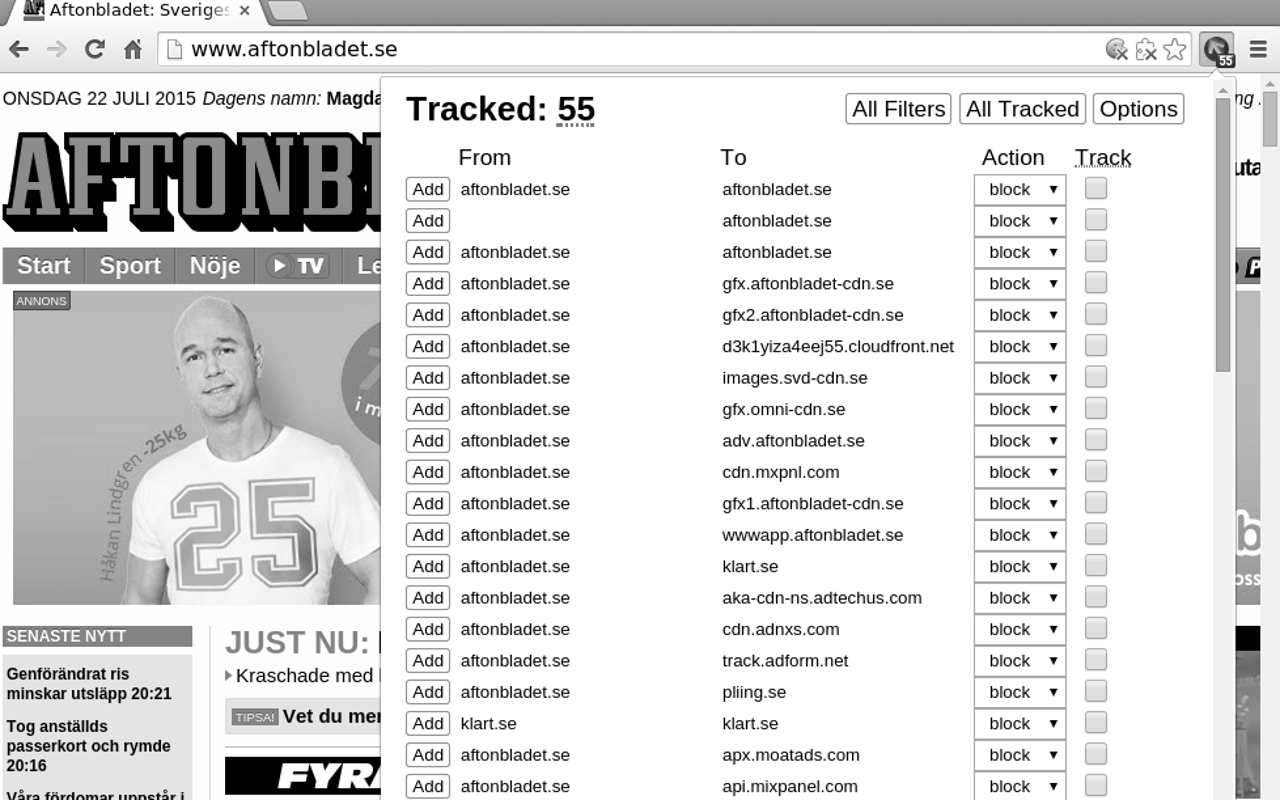 Aftonbladet: Sveriges
www.aftonbladet.se
55
ONSDAG 22 JULI 2015 Dagens namn: Magda
Tracked: 55
All Filters All Tracked Options
AFTONB
From To Action Track
Add aftonbladet.se aftonbladet.se block
Add aftonbladet.se block
Add aftonbladet.se aftonbladet.se block
Start Sport Nöje TV Le
Add aftonbladet.se gfx.aftonbladet-cdn.se block
ANNONS
Add aftonbladet.se gfx2.aftonbladet-cdn.se block
Add aftonbladet.se d3k1yiza4eej55.cloudfront.net block
Add aftonbladet.se images.svd-cdn.se block
Add aftonbladet.se gfx.omni-cdn.se block
i m
Add aftonbladet.se adv.aftonbladet.se block
Håkan Lindgren -25kg
25
Add aftonbladet.se cdn.mxpnl.com block
Add aftonbladet.se gfx1.aftonbladet-cdn.se block
Add aftonbladet.se wwwapp.aftonbladet.se block
Add aftonbladet.se klart.se block
Add aftonbladet.se aka-cdn-ns.adtechus.com block
Add aftonbladet.se cdn.adnxs.com block
Add aftonbladet.se track.adform.net block
Add aftonbladet.se pliing.se block
Add klart.se klart.se block
Add aftonbladet.se apx.moatads.com block
Add aftonbladet.se api.mixpanel.com block
SENASTE NYTT
Genförändrat ris
minskar utsläpp 20:21
Tog anställds
passerkort och rymde
20:16
Våra fördomar uppstår i
JUST NU:
Kraschade med
TIPSA! Vet du mer
FYRA